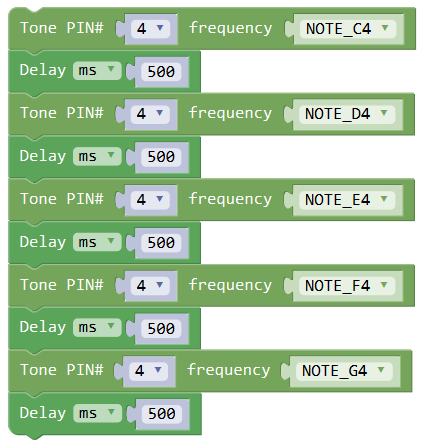 Tone PIN# 4 frequency NOTE_C4
Delay ms 500
Tone PIN# 4 frequency NOTE_D4
Delay ms 500
Tone PIN# 4 frequency NOTE_E4
Delay ms 500
Tone PIN# 4 frequency NOTE_F4
Delay ms 500
Tone PIN# 4 frequency NOTE_G4
Delay ms 500